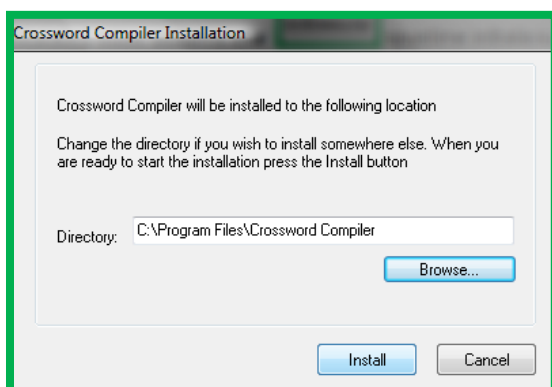 Crossword Compiler Installation
Crossword Compiler will be installed to the following location
Change the directory if you wish to install somewhere else. When you
are ready to start the installation press the Install button
Directory: C:\Program Files\Crossword Compiler
Browse...
Install Cancel